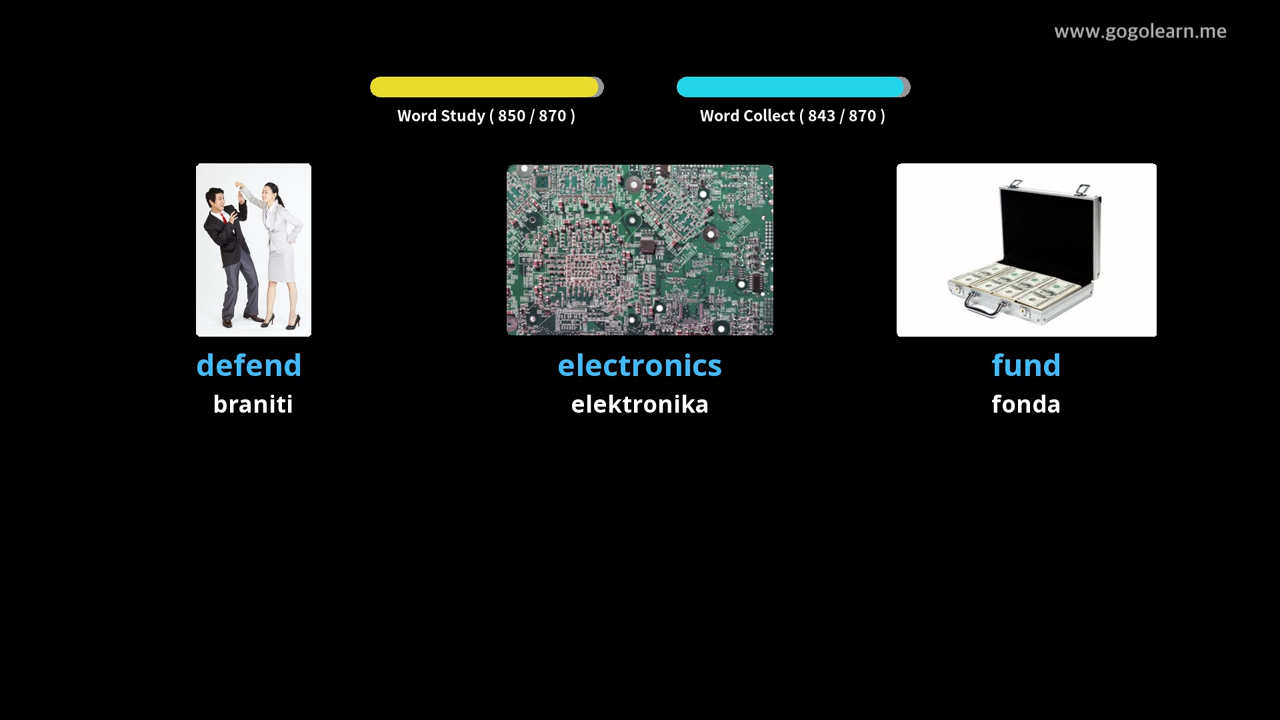 www.gogolearn.me
Word Study ( 850 / 870 )
Word Collect ( 843 / 870 )
defend
braniti
electronics
elektronika
fund
fonda